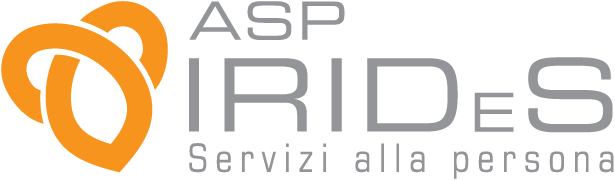 ASP
IRIDeS
Servizi alla persona